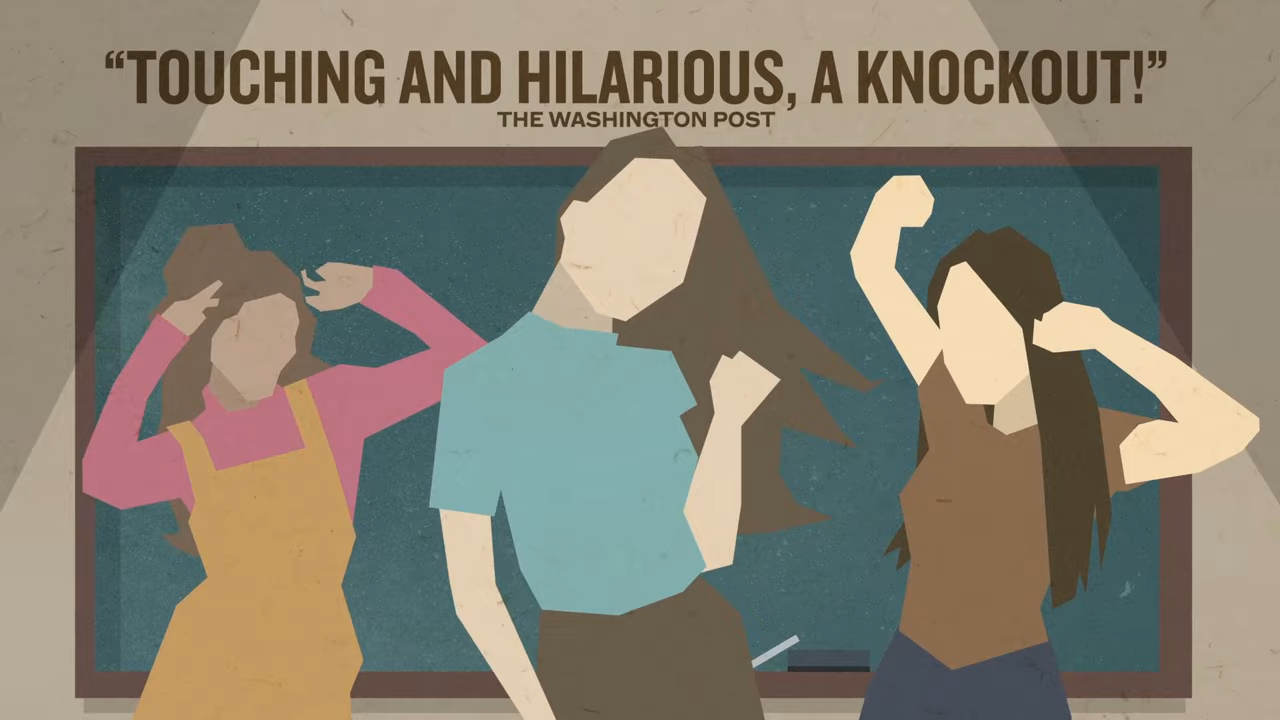 “TOUCHING AND HILARIOUS, A KNOCKOUT!”
THE WASHINGTON POST